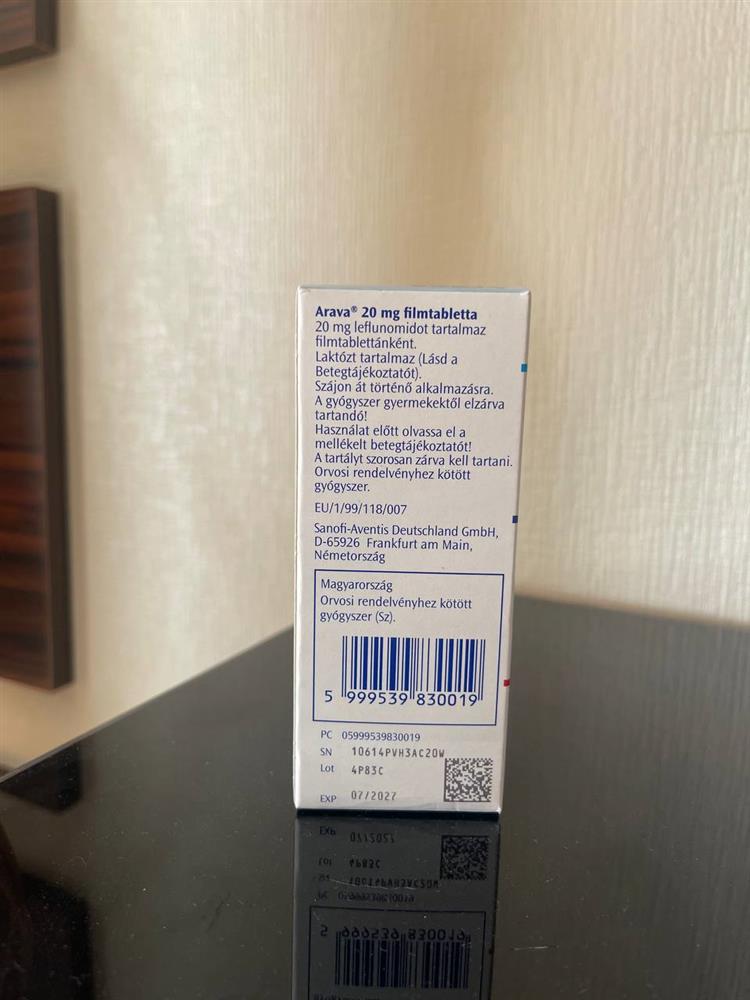 Arava® 20 mg filmtabletta
20 mg leflunomidot tartalmaz
filmtablettánként.
Laktózt tartalmaz (Lásd a
Betegtájékoztatót).
Szájon át történő alkalmazásra.
A gyógyszer gyermekektől elzárva
tartandó!
Használat előtt olvassa el a
mellékelt betegtájékoztatót!
A tartályt szorosan zárva kell tartani.
Orvosi rendelvényhez kötött
gyógyszer.
EU/1/99/118/007
Sanofi-Aventis Deutschland GmbH,
D-65926 Frankfurt am Main,
Németország
Magyarország
Orvosi rendelvényhez kötött
gyógyszer (Sz).
5 999539 830019
PC 05999539830019
SN 10614PVH3AC20W
Lot 4P83C
EXP 07/2027